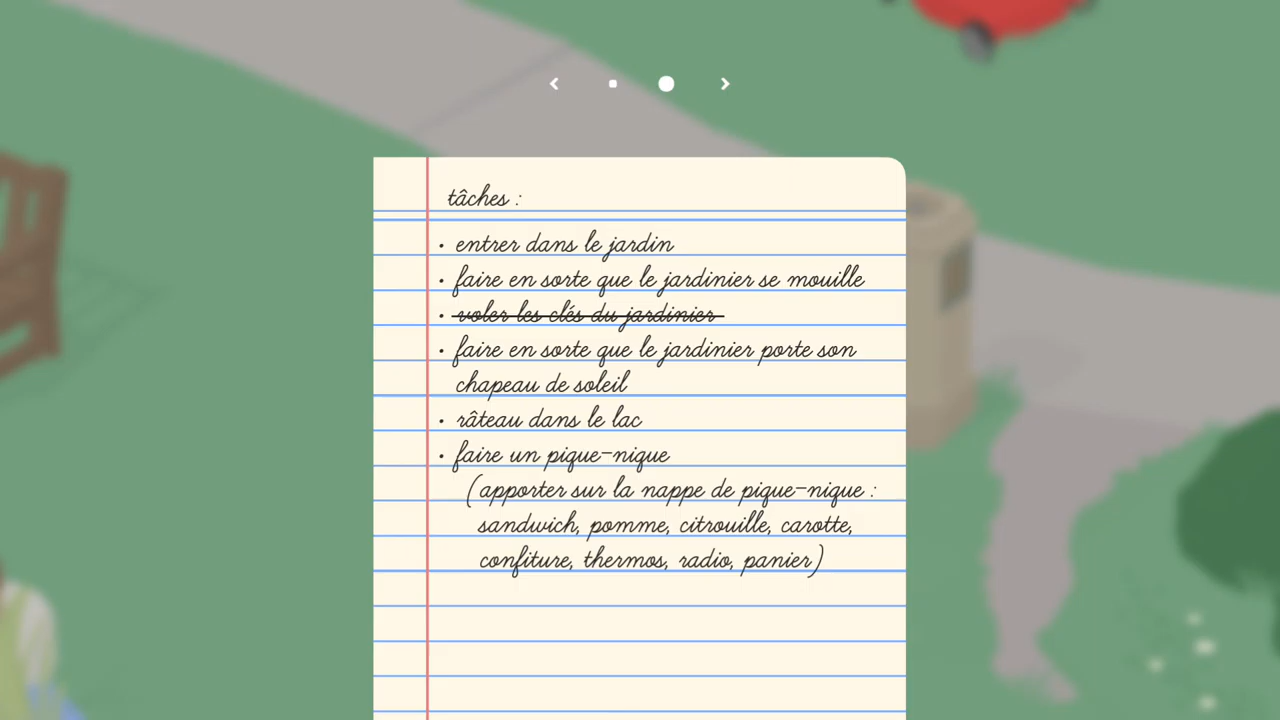 tâches :
• entrer dans le jardin
• faire en sorte que le jardinier se mouille
• voler les clés du jardinier
• faire en sorte que le jardinier porte son
chapeau de soleil
• râteau dans le lac
• faire un pique-nique
(apporter sur la nappe de pique-nique :
sandwich, pomme, citrouille, carotte,
confiture, thermos, radio, panier)